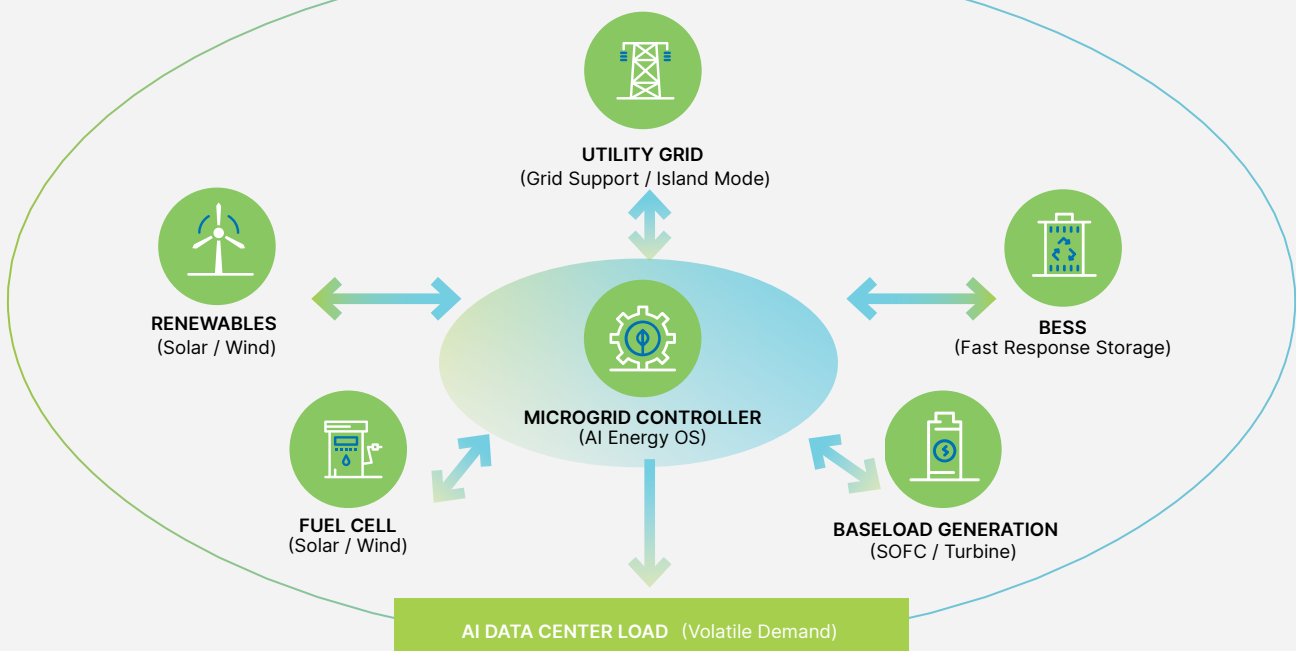 UTILITY GRID
(Grid Support / Island Mode)
RENEWABLES
(Solar / Wind)
BESS
(Fast Response Storage)
MICROGRID CONTROLLER
(AI Energy OS)
FUEL CELL
(Solar / Wind)
BASELOAD GENERATION
(SOFC / Turbine)
AI DATA CENTER LOAD (Volatile Demand)